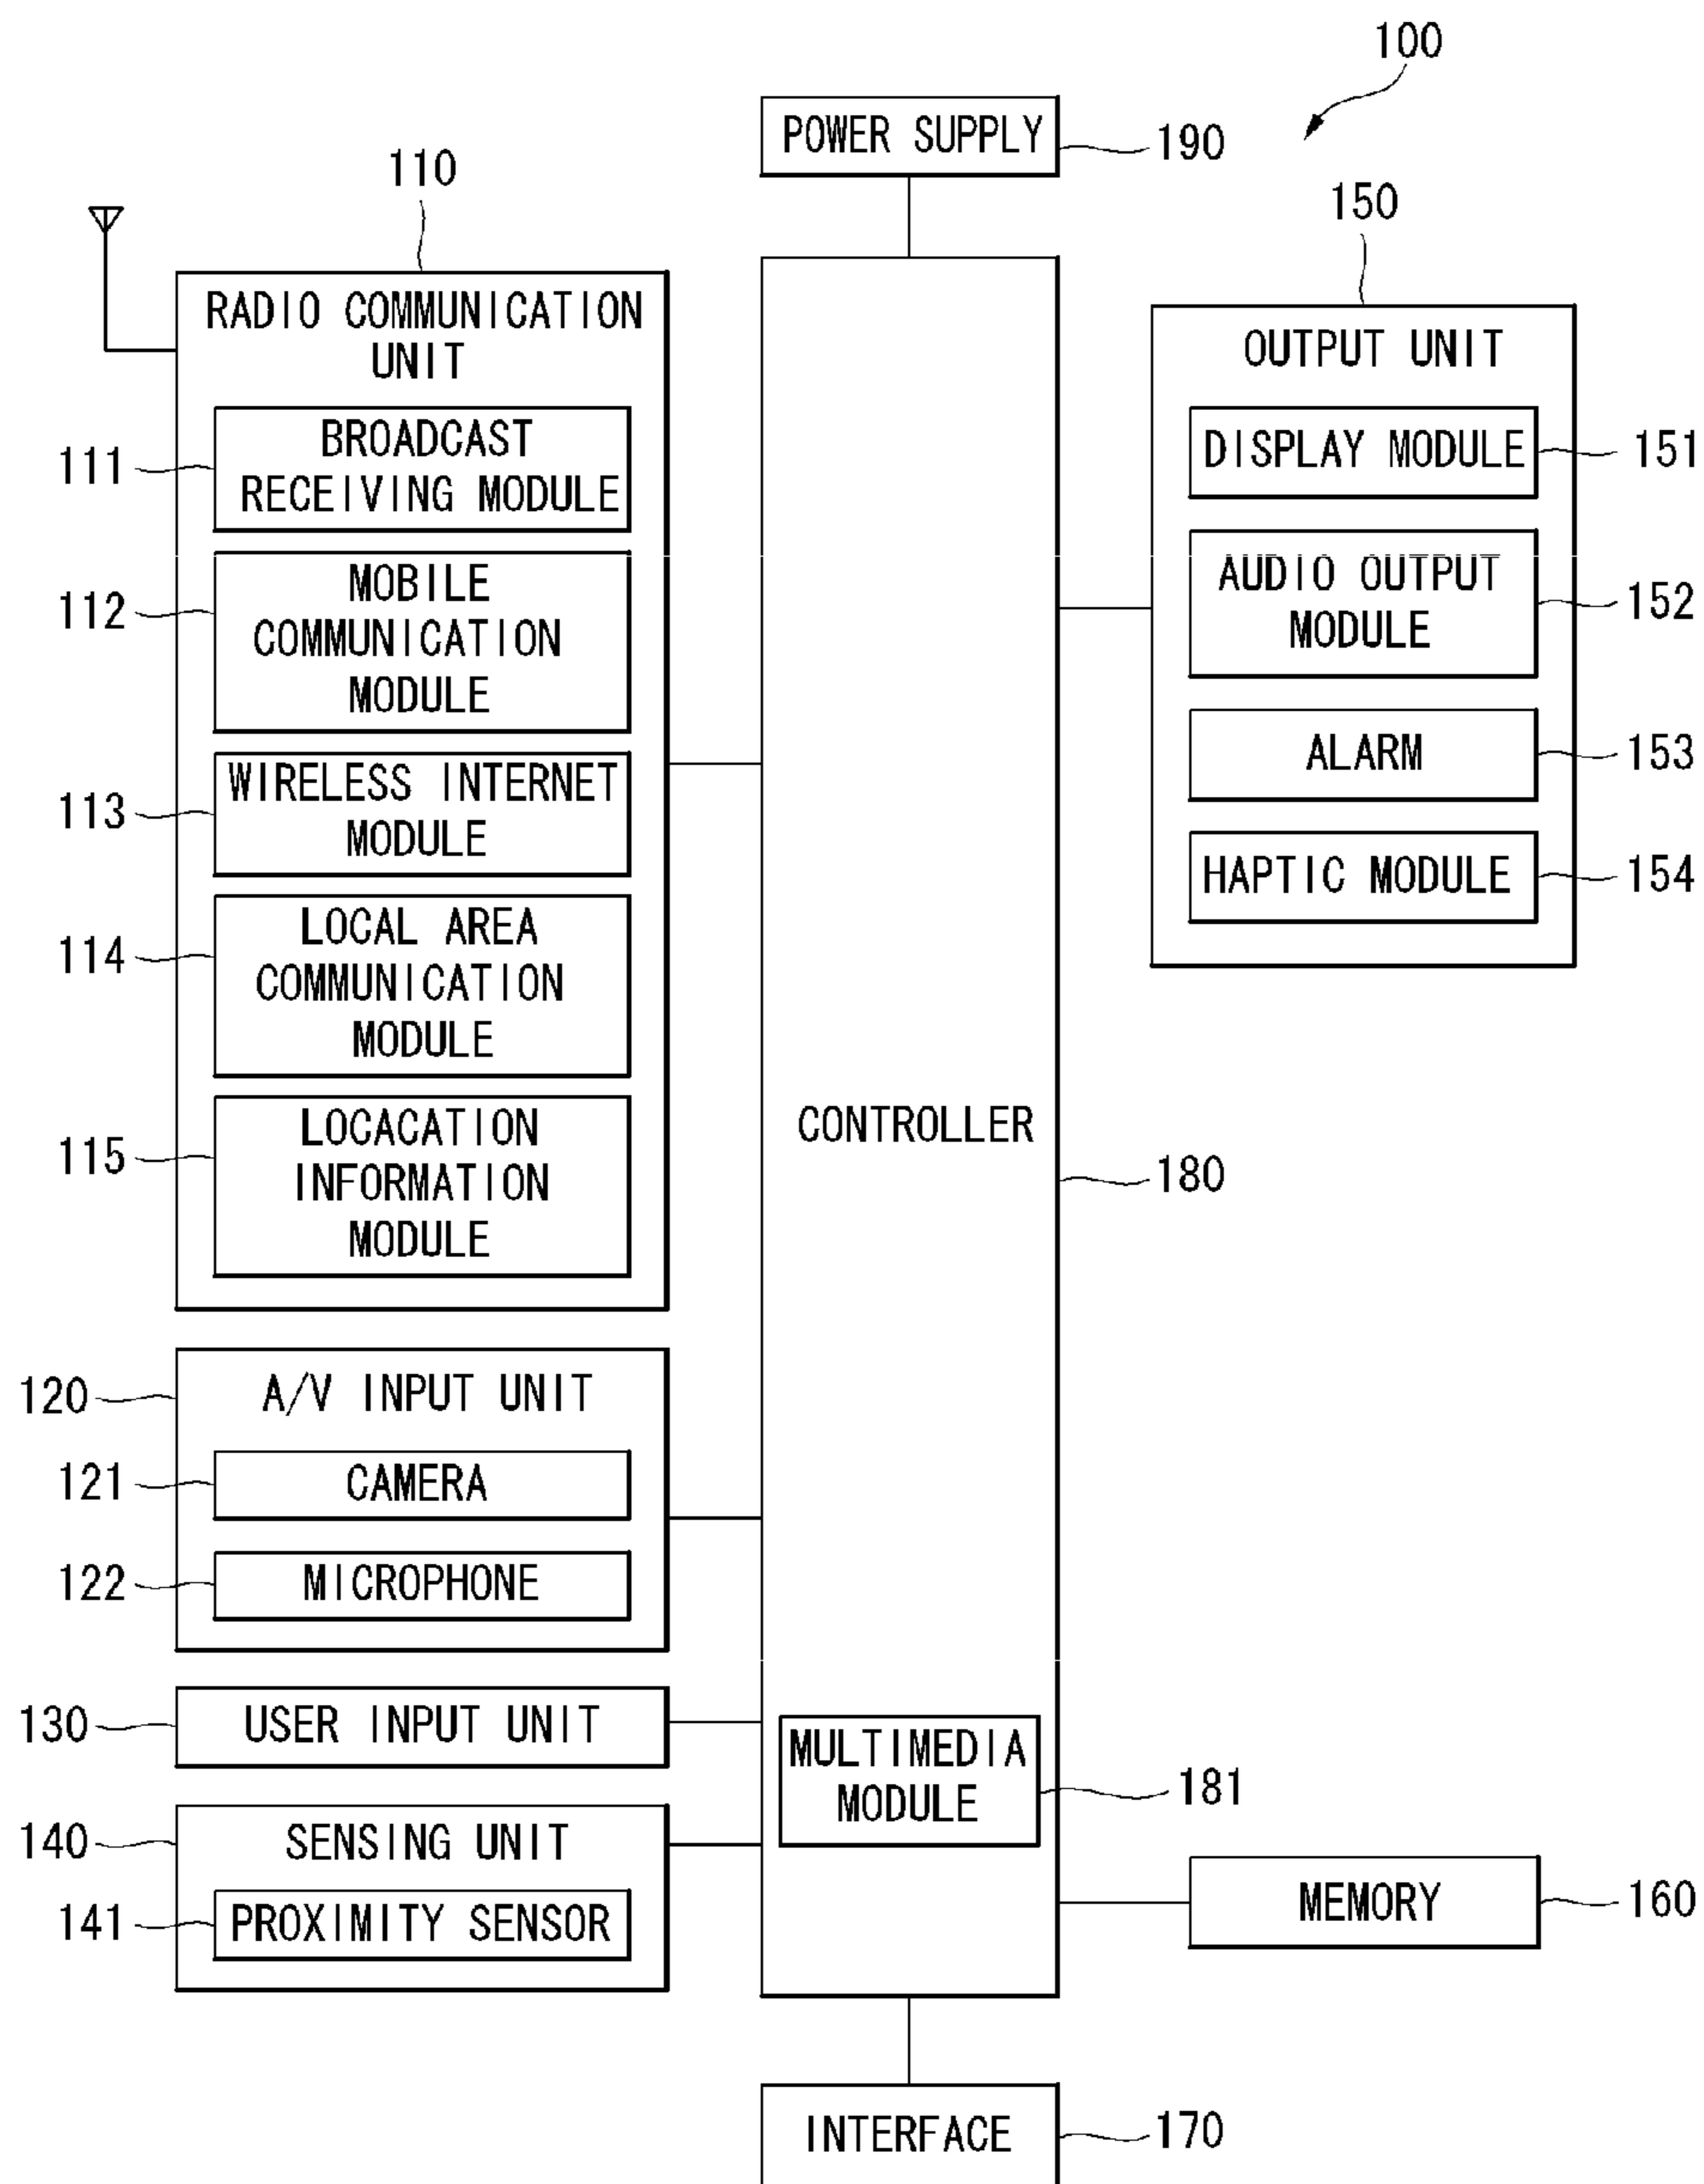 100
POWER SUPPLY
190
110
150
RADIO COMMUNICATION
UNIT
OUTPUT UNIT
111
BROADCAST
RECEIVING MODULE
DISPLAY MODULE
151
112
MOBILE
COMMUNICATION
MODULE
AUDIO OUTPUT
MODULE
152
113
WIRELESS INTERNET
MODULE
ALARM
153
HAPTIC MODULE
154
114
LOCAL AREA
COMMUNICATION
MODULE
115
LOCACATION
INFORMATION
MODULE
CONTROLLER
180
120
A/V INPUT UNIT
121
CAMERA
122
MICROPHONE
130
USER INPUT UNIT
MULTIMEDIA
MODULE
181
140
SENSING UNIT
141
PROXIMITY SENSOR
MEMORY
160
INTERFACE
170